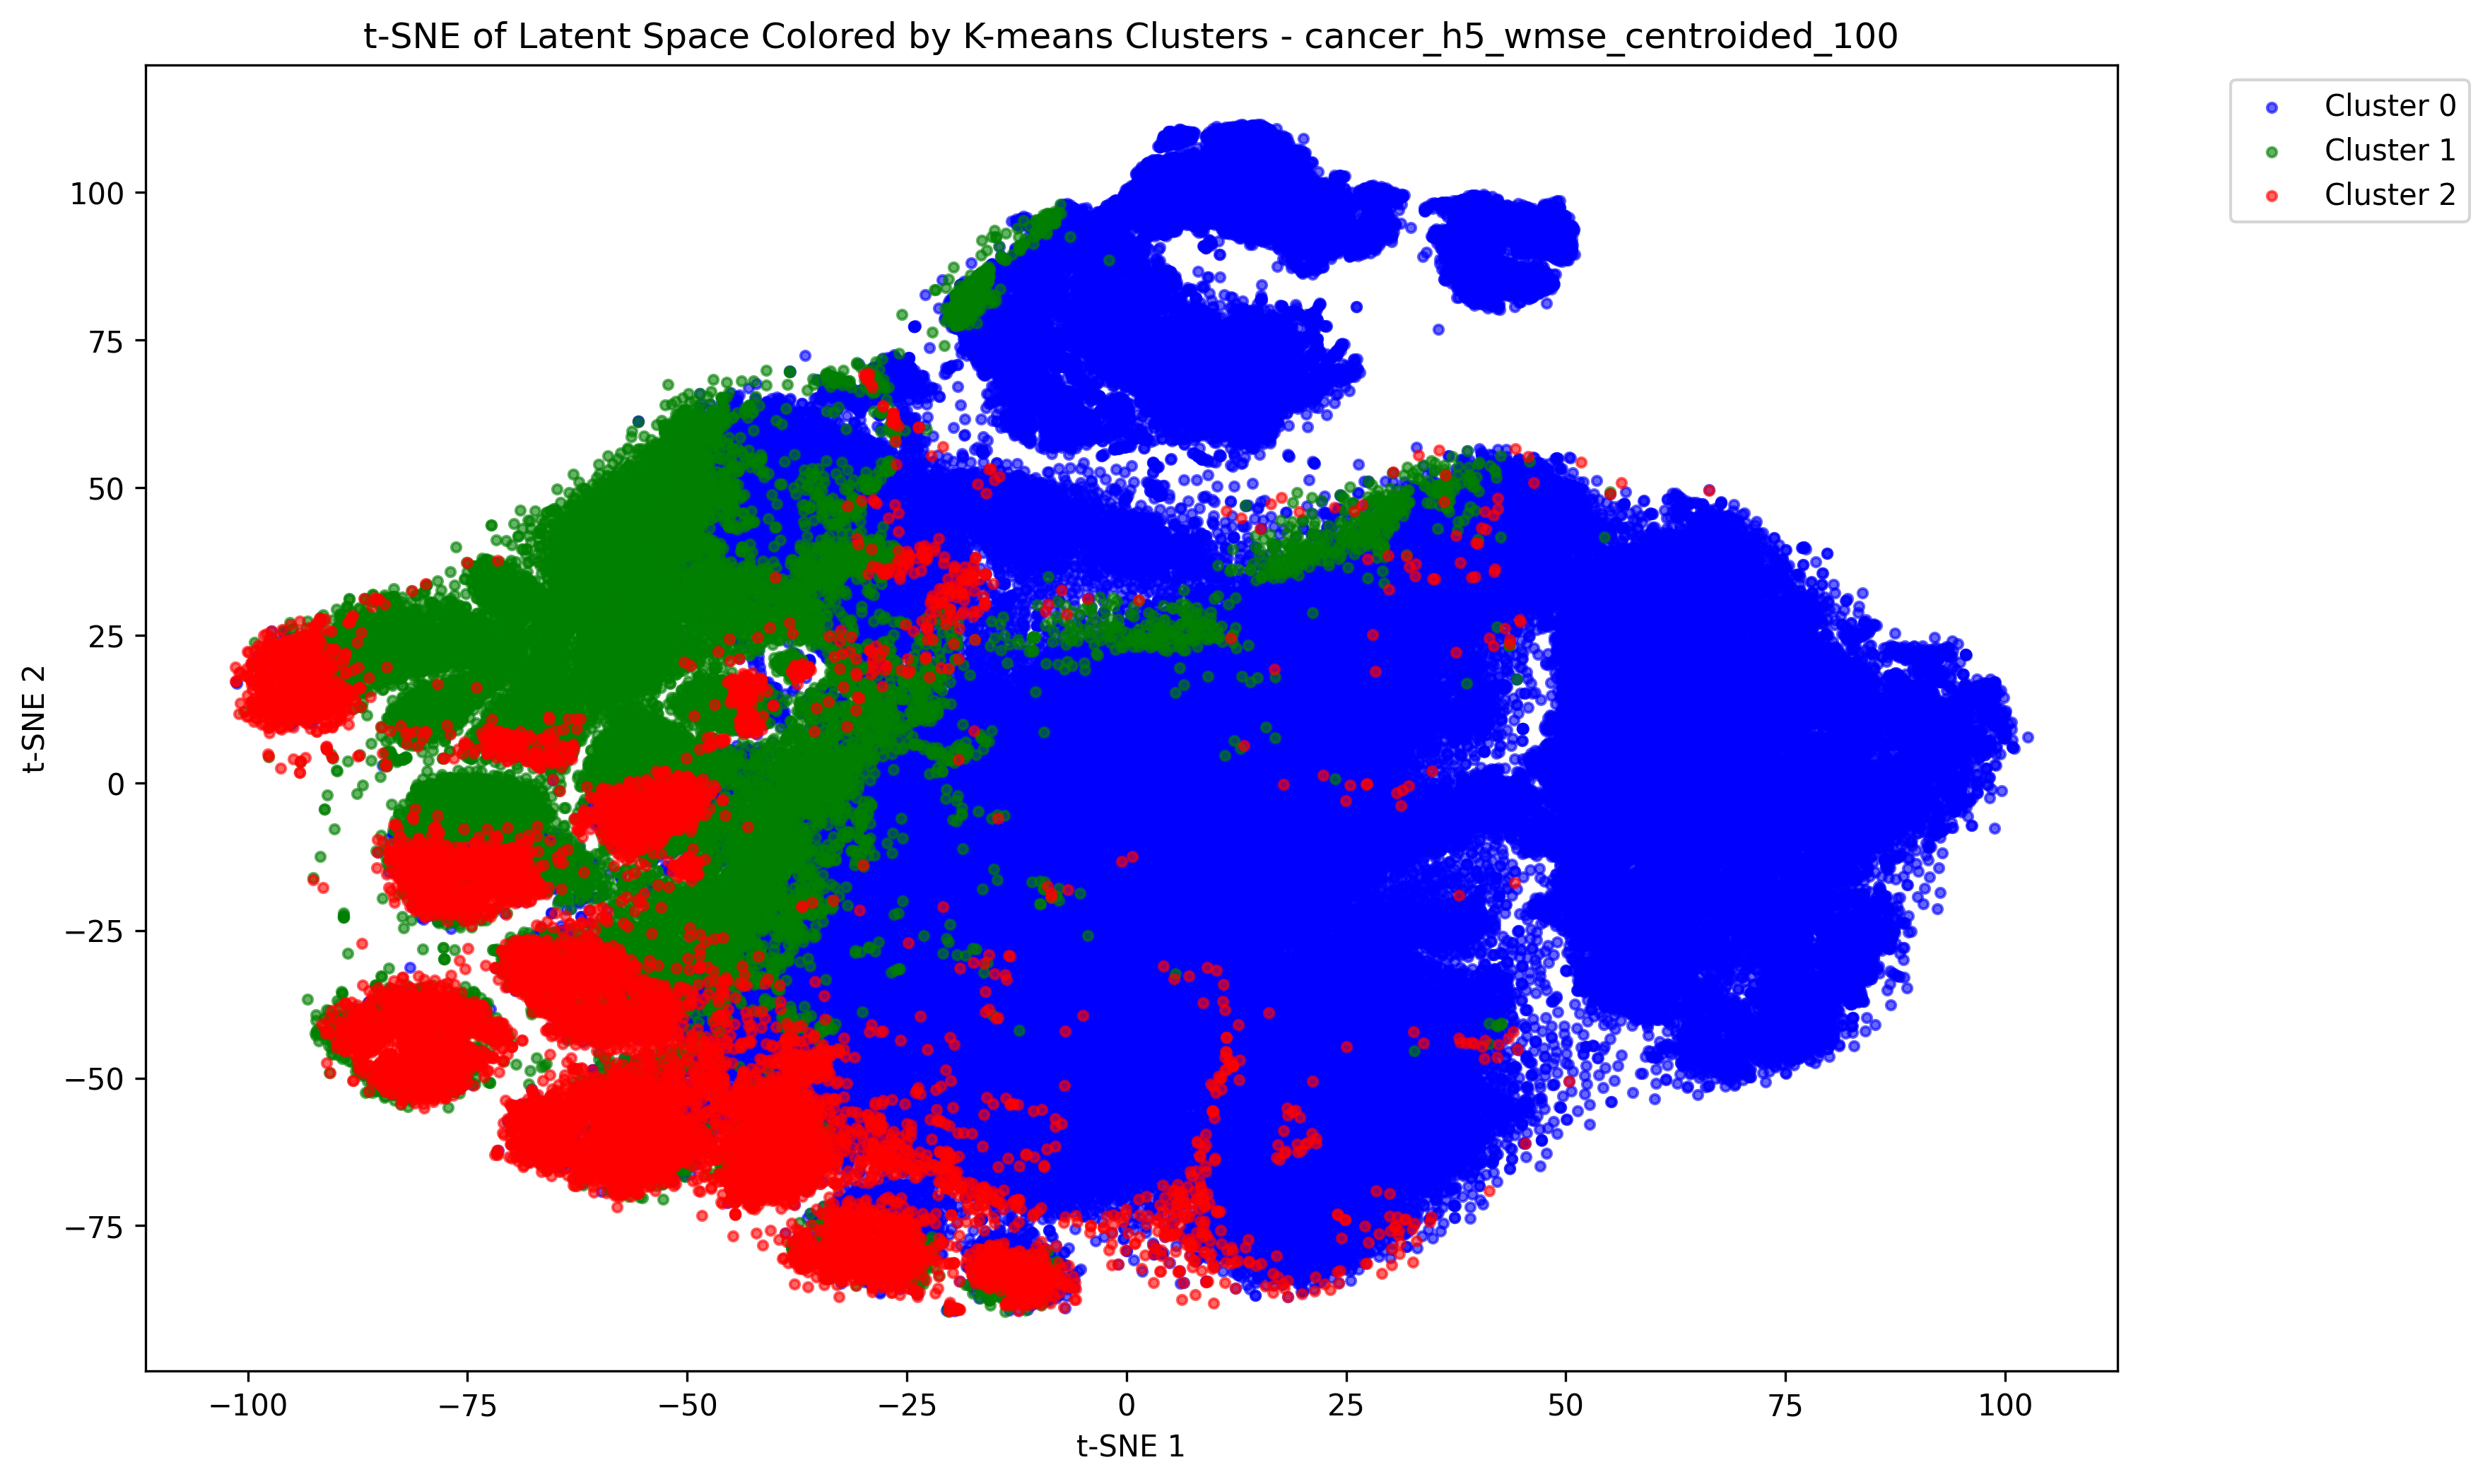 t-SNE of Latent Space Colored by K-means Clusters - cancer_h5_wmse_centroided_100
Cluster 0
Cluster 1
Cluster 2
100
75
50
25
0
−25
−50
−75
t-SNE 2
−100
−75
−50
−25
0
25
50
75
100
t-SNE 1